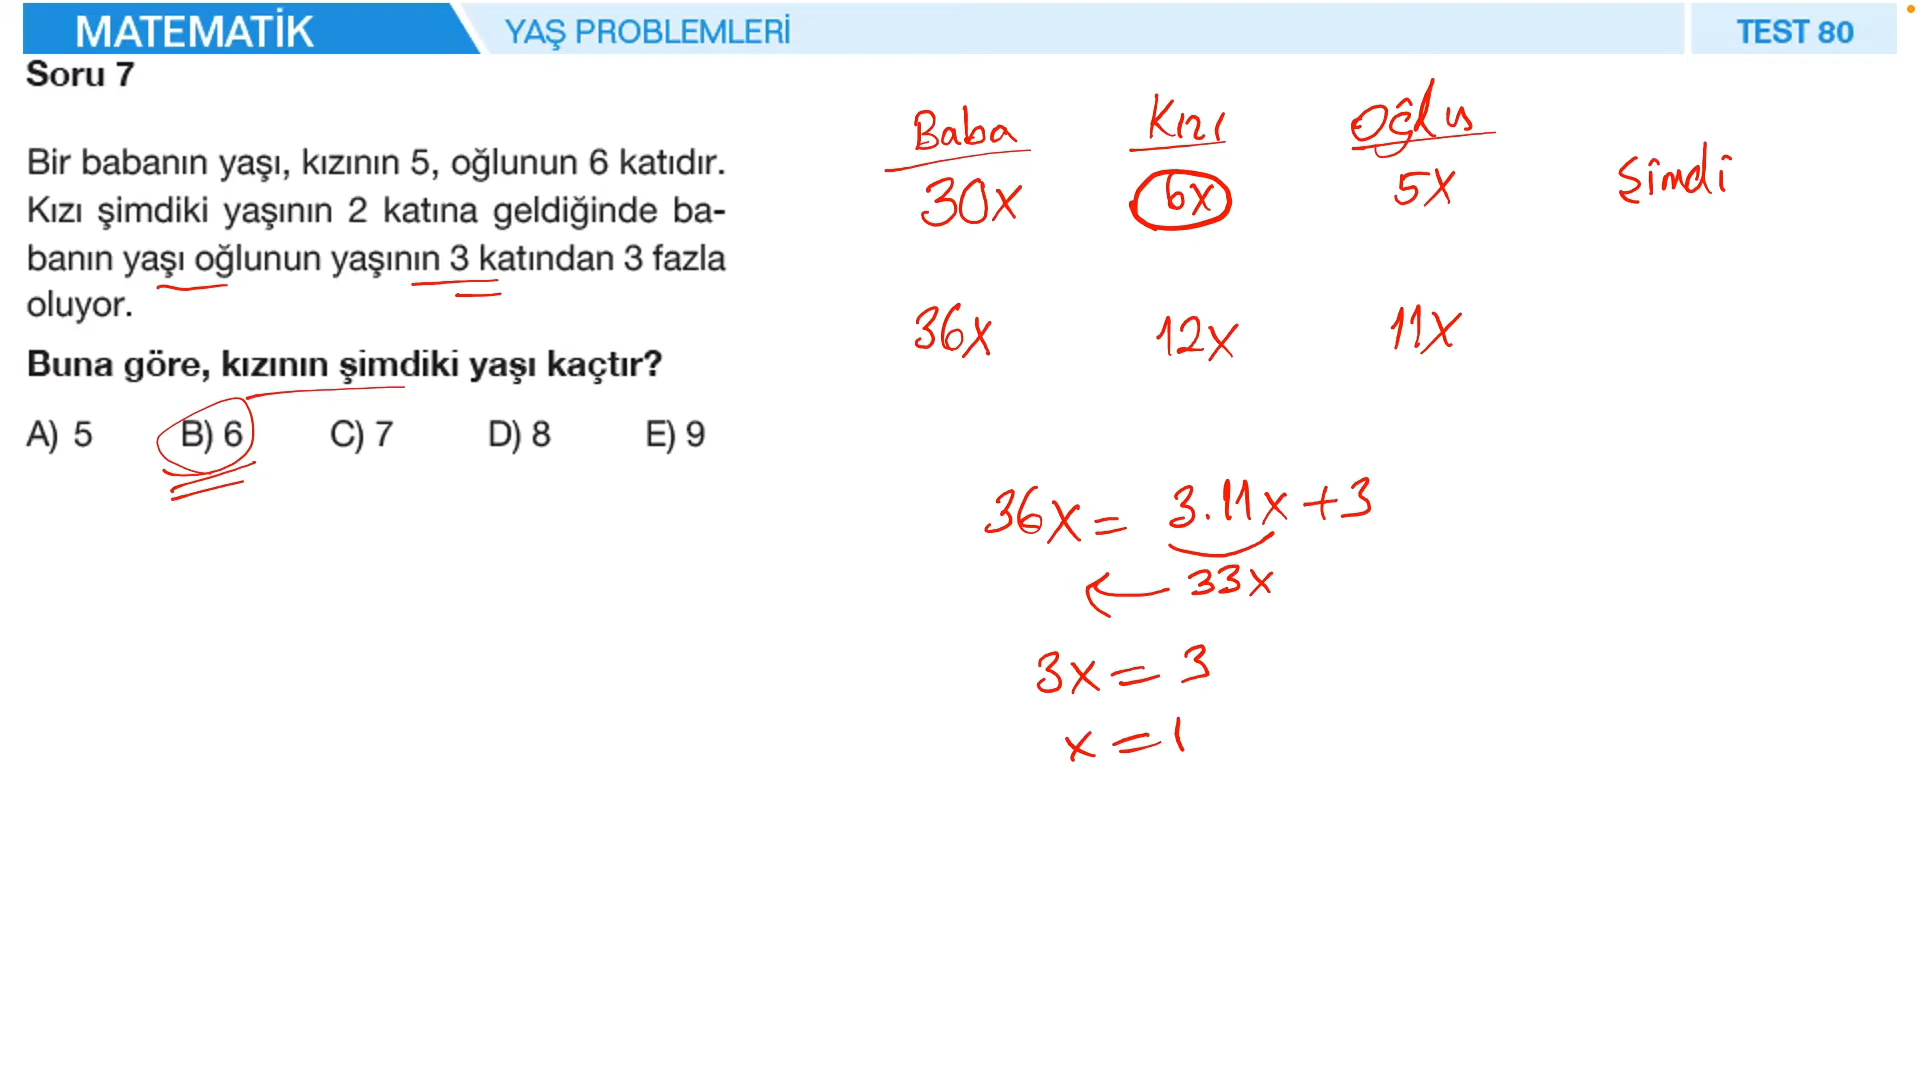 MATEMATİK YAŞ PROBLEMLERİ TEST 80
Soru 7
Bir babanın yaşı, kızının 5, oğlunun 6 katıdır.
Kızı şimdiki yaşının 2 katına geldiğinde ba-
banın yaşı oğlunun yaşının 3 katından 3 fazla
oluyor.
Buna göre, kızının şimdiki yaşı kaçtır?
A) 5 B) 6 C) 7 D) 8 E) 9
Baba Kızı Oğlu
30x 6x 5x şimdi
36x 12x 11x
36x = 3.11x + 3
33x
3x = 3
x = 1